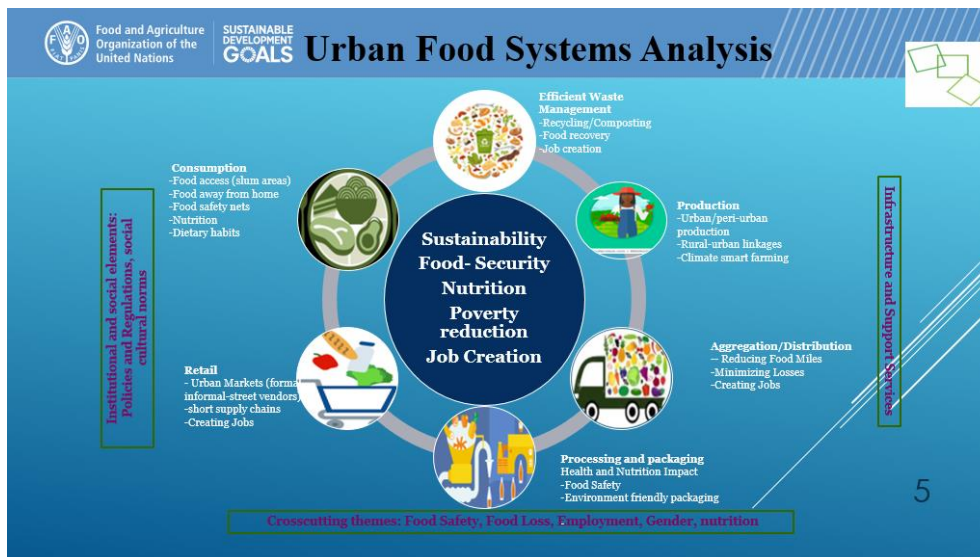 Food and Agriculture
Organization of the
United Nations
SUSTAINABLE
DEVELOPMENT
GOALS
Urban Food Systems Analysis
Efficient Waste
Management
-Recycling/Composting
-Food recovery
-Job creation
Consumption
-Food access (slum areas)
-Food away from home
-Food safety nets
-Nutrition
-Dietary habits
Production
-Urban/peri-urban
production
-Rural-urban linkages
-Climate smart farming
Institutional and social elements:
Policies and Regulations, social
cultural norms
Sustainability
Food- Security
Nutrition
Poverty
reduction
Job Creation
Infrastructure and Support Services
Aggregation/Distribution
– Reducing Food Miles
-Minimizing Losses
-Creating Jobs
Retail
- Urban Markets (forma
informal-street vendors)
-short supply chains
-Creating Jobs
Processing and packaging
Health and Nutrition Impact
-Food Safety
-Environment friendly packaging
5
Crosscutting themes: Food Safety, Food Loss, Employment, Gender, nutrition